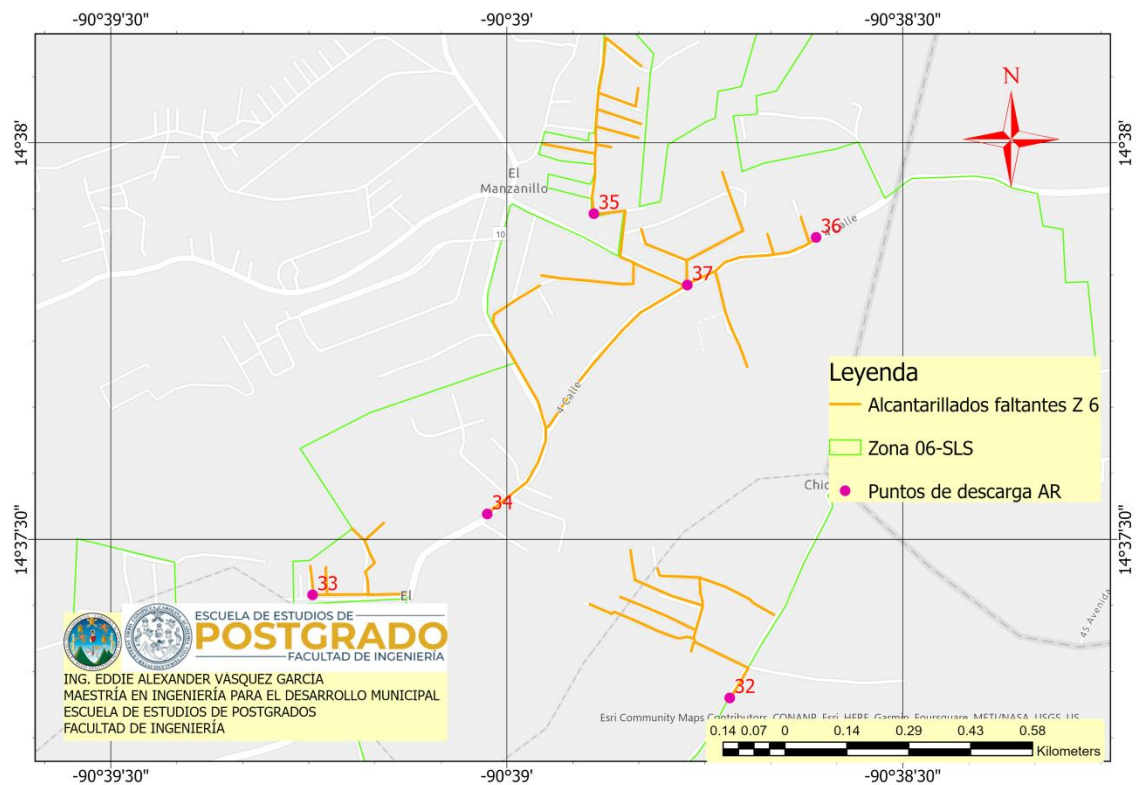 -90°39'30"
-90°39'
-90°38'30"
N
14°38'
14°38'
El
Manzanillo
35
36
4 Calle
10
37
Leyenda
Alcantarillados faltantes Z 6
Zona 06-SLS
Puntos de descarga AR
4 Calle
34
14°37'30"
14°37'30"
33
El
45 Avenida
32
ESCUELA DE ESTUDIOS DE
POSTGRADO
FACULTAD DE INGENIERÍA
ING. EDDIE ALEXANDER VASQUEZ GARCIA
MAESTRÍA EN INGENIERÍA PARA EL DESARROLLO MUNICIPAL
ESCUELA DE ESTUDIOS DE POSTGRADOS
FACULTAD DE INGENIERÍA
Esri Community Maps Contributors, CONANP, Esri, HERE, Garmin, Foursquare, METI/NASA, USGS, US
0.14 0.07 0 0.14 0.29 0.43 0.58
Kilometers
-90°39'30"
-90°39'
-90°38'30"